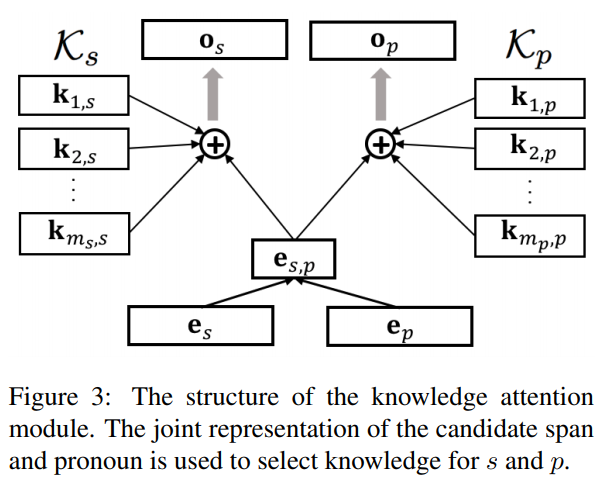 𝒦ₛ
oₛ
oₚ
𝒦ₚ
k₁,ₛ
k₂,ₛ
⋮
kₘₛ,ₛ
+
+
k₁,ₚ
k₂,ₚ
⋮
kₘₚ,ₚ
eₛ,ₚ
eₛ
eₚ
Figure 3: The structure of the knowledge attention
module. The joint representation of the candidate span
and pronoun is used to select knowledge for s and p.